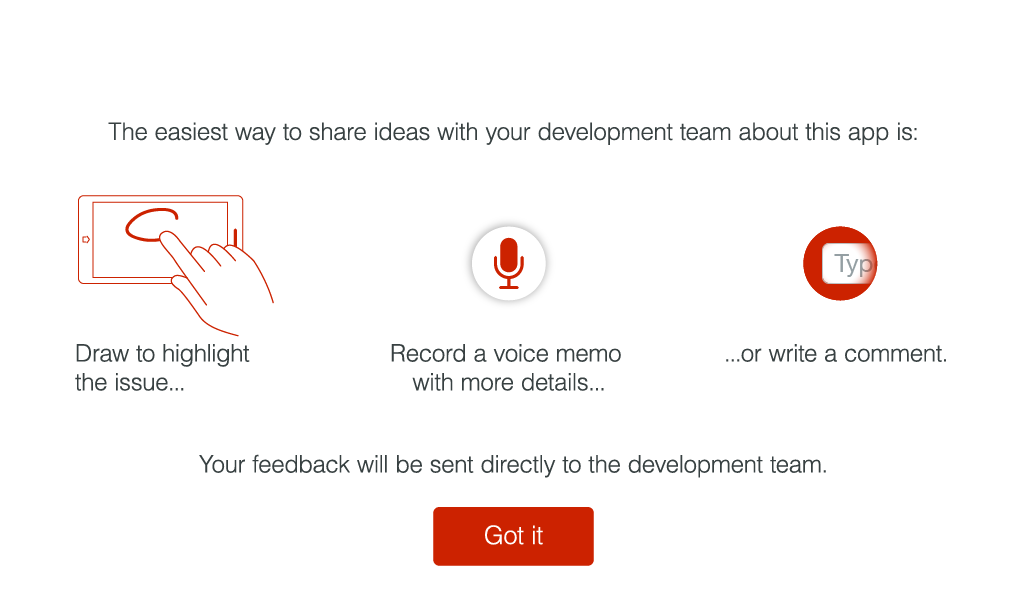 The easiest way to share ideas with your development team about this app is:
Typ
Draw to highlight
the issue...
Record a voice memo
with more details...
...or write a comment.
Your feedback will be sent directly to the development team.
Got it